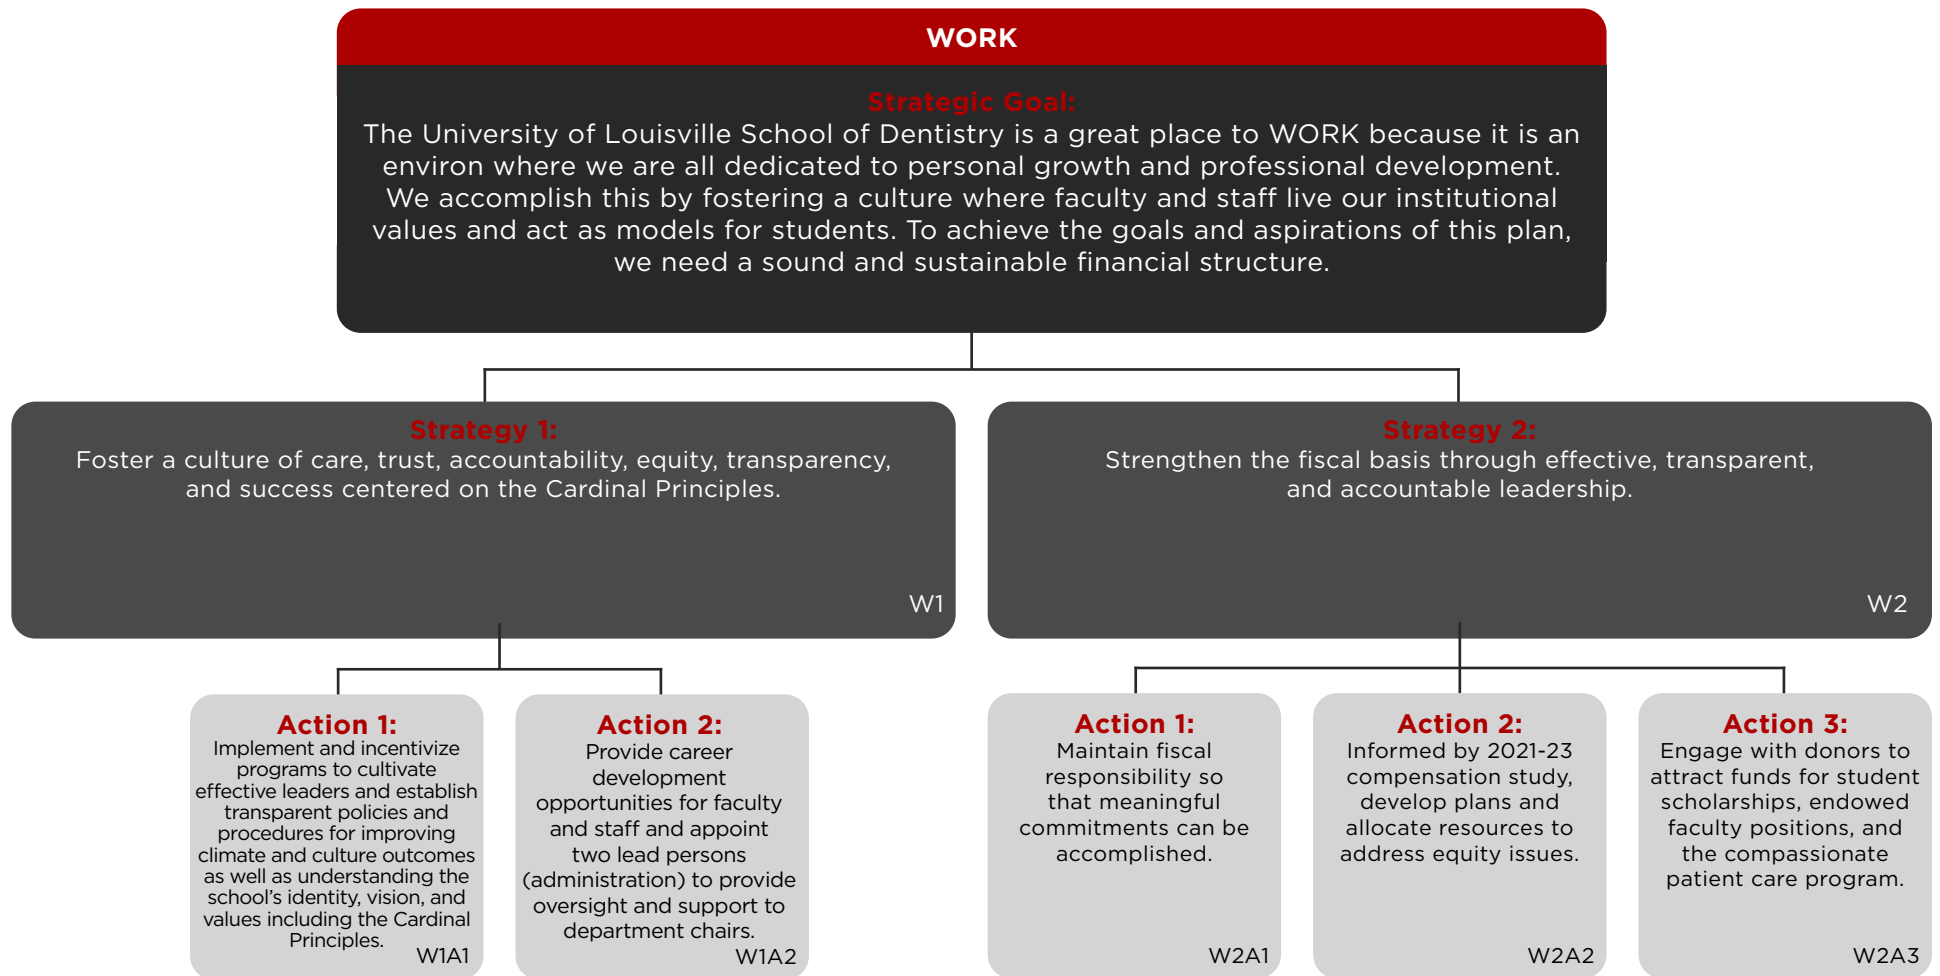 WORK
Strategic Goal:
The University of Louisville School of Dentistry is a great place to WORK because it is an
environ where we are all dedicated to personal growth and professional development.
We accomplish this by fostering a culture where faculty and staff live our institutional
values and act as models for students. To achieve the goals and aspirations of this plan,
we need a sound and sustainable financial structure.
Strategy 1:
Foster a culture of care, trust, accountability, equity, transparency,
and success centered on the Cardinal Principles.
W1
Strategy 2:
Strengthen the fiscal basis through effective, transparent,
and accountable leadership.
W2
Action 1:
Implement and incentivize
programs to cultivate
effective leaders and establish
transparent policies and
procedures for improving
climate and culture outcomes
as well as understanding the
school’s identity, vision, and
values including the Cardinal
Principles.
W1A1
Action 2:
Provide career
development
opportunities for faculty
and staff and appoint
two lead persons
(administration) to provide
oversight and support to
department chairs.
W1A2
Action 1:
Maintain fiscal
responsibility so
that meaningful
commitments can be
accomplished.
W2A1
Action 2:
Informed by 2021-23
compensation study,
develop plans and
allocate resources to
address equity issues.
W2A2
Action 3:
Engage with donors to
attract funds for student
scholarships, endowed
faculty positions, and
the compassionate
patient care program.
W2A3